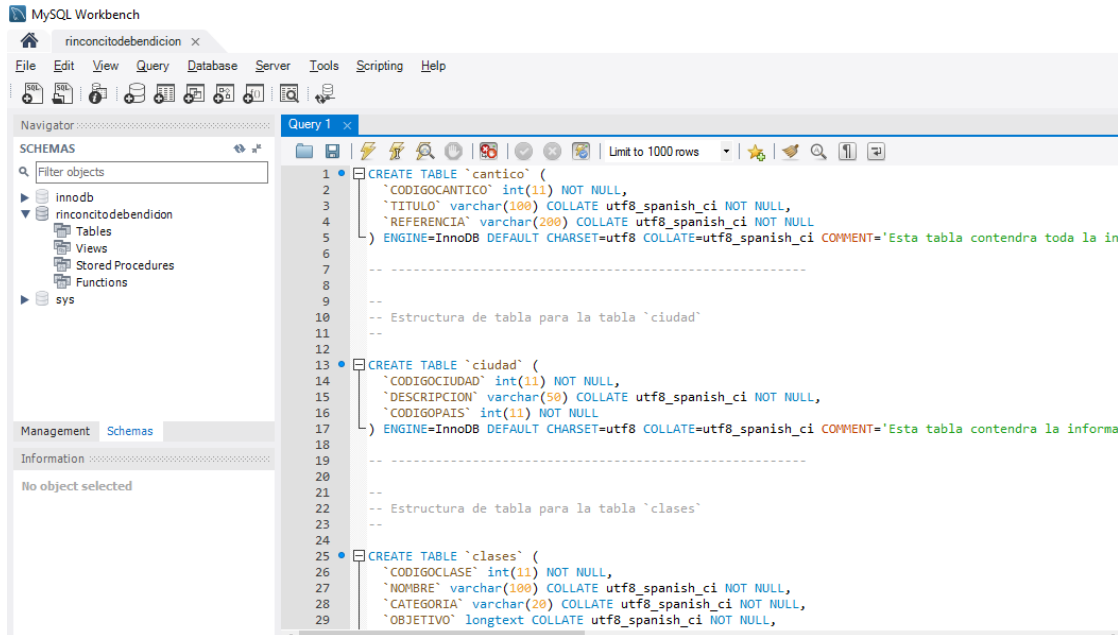 MySQL Workbench
rinconcitodebendicion
File Edit View Query Database Server Tools Scripting Help
Navigator
SCHEMAS
Filter objects
innodb
rinconcitodebendicion
Tables
Views
Stored Procedures
Functions
sys
Management Schemas
Information
No object selected
Query 1
Limit to 1000 rows
1 CREATE TABLE `cantico` (
2 `CODIGOCANTICO` int(11) NOT NULL,
3 `TITULO` varchar(100) COLLATE utf8_spanish_ci NOT NULL,
4 `REFERENCIA` varchar(200) COLLATE utf8_spanish_ci NOT NULL
5 ) ENGINE=InnoDB DEFAULT CHARSET=utf8 COLLATE=utf8_spanish_ci COMMENT='Esta tabla contendra toda la in
6
7 -- --------------------------------------------------------
8
9 --
10 -- Estructura de tabla para la tabla `ciudad`
11 --
12
13 CREATE TABLE `ciudad` (
14 `CODIGOCIUDAD` int(11) NOT NULL,
15 `DESCRIPCION` varchar(50) COLLATE utf8_spanish_ci NOT NULL,
16 `CODIGOPAIS` int(11) NOT NULL
17 ) ENGINE=InnoDB DEFAULT CHARSET=utf8 COLLATE=utf8_spanish_ci COMMENT='Esta tabla contendra la informa
18
19 -- --------------------------------------------------------
20
21 --
22 -- Estructura de tabla para la tabla `clases`
23 --
24
25 CREATE TABLE `clases` (
26 `CODIGOCLASE` int(11) NOT NULL,
27 `NOMBRE` varchar(100) COLLATE utf8_spanish_ci NOT NULL,
28 `CATEGORIA` varchar(20) COLLATE utf8_spanish_ci NOT NULL,
29 `OBJETIVO` longtext COLLATE utf8_spanish_ci NOT NULL,